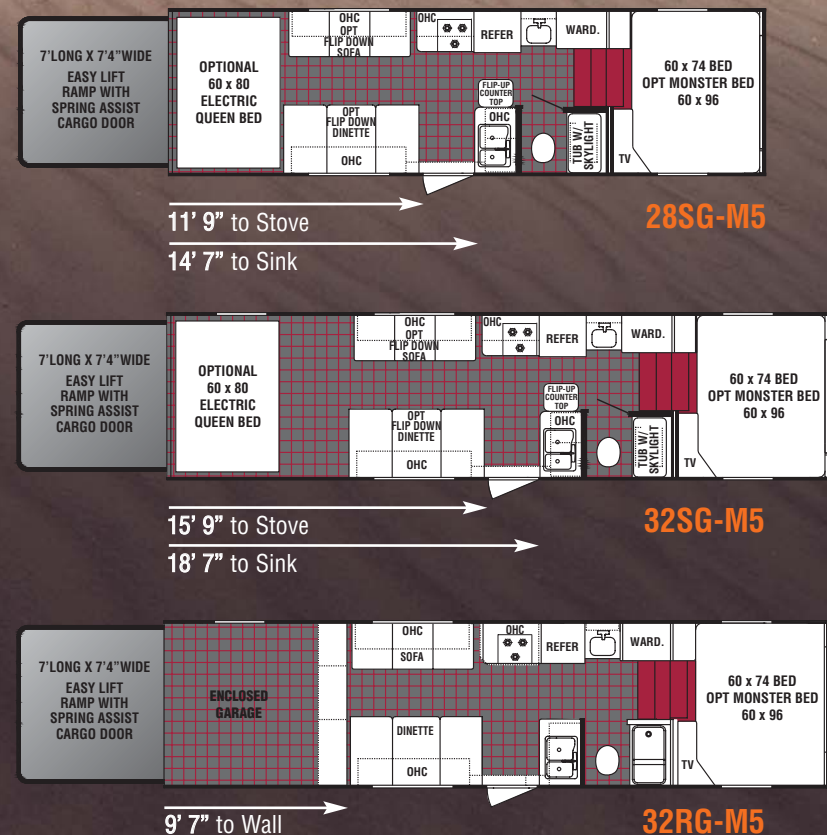 7'LONG X 7'4"WIDE
EASY LIFT
RAMP WITH
SPRING ASSIST
CARGO DOOR
OPTIONAL
60 x 80
ELECTRIC
QUEEN BED
OHC
OPT
FLIP DOWN
SOFA
OPT
FLIP DOWN
DINETTE
OHC
OHC
REFER
WARD.
FLIP-UP
COUNTER
TOP
OHC
TUB W/
SKYLIGHT
TV
60 x 74 BED
OPT MONSTER BED
60 x 96
11' 9" to Stove
14' 7" to Sink
28SG-M5
7'LONG X 7'4"WIDE
EASY LIFT
RAMP WITH
SPRING ASSIST
CARGO DOOR
OPTIONAL
60 x 80
ELECTRIC
QUEEN BED
OHC
OPT
FLIP DOWN
SOFA
OPT
FLIP DOWN
DINETTE
OHC
OHC
REFER
WARD.
FLIP-UP
COUNTER
TOP
OHC
TUB W/
SKYLIGHT
TV
60 x 74 BED
OPT MONSTER BED
60 x 96
15' 9" to Stove
18' 7" to Sink
32SG-M5
7'LONG X 7'4"WIDE
EASY LIFT
RAMP WITH
SPRING ASSIST
CARGO DOOR
ENCLOSED
GARAGE
OHC
SOFA
DINETTE
OHC
OHC
REFER
WARD.
TV
60 x 74 BED
OPT MONSTER BED
60 x 96
9' 7" to Wall
32RG-M5